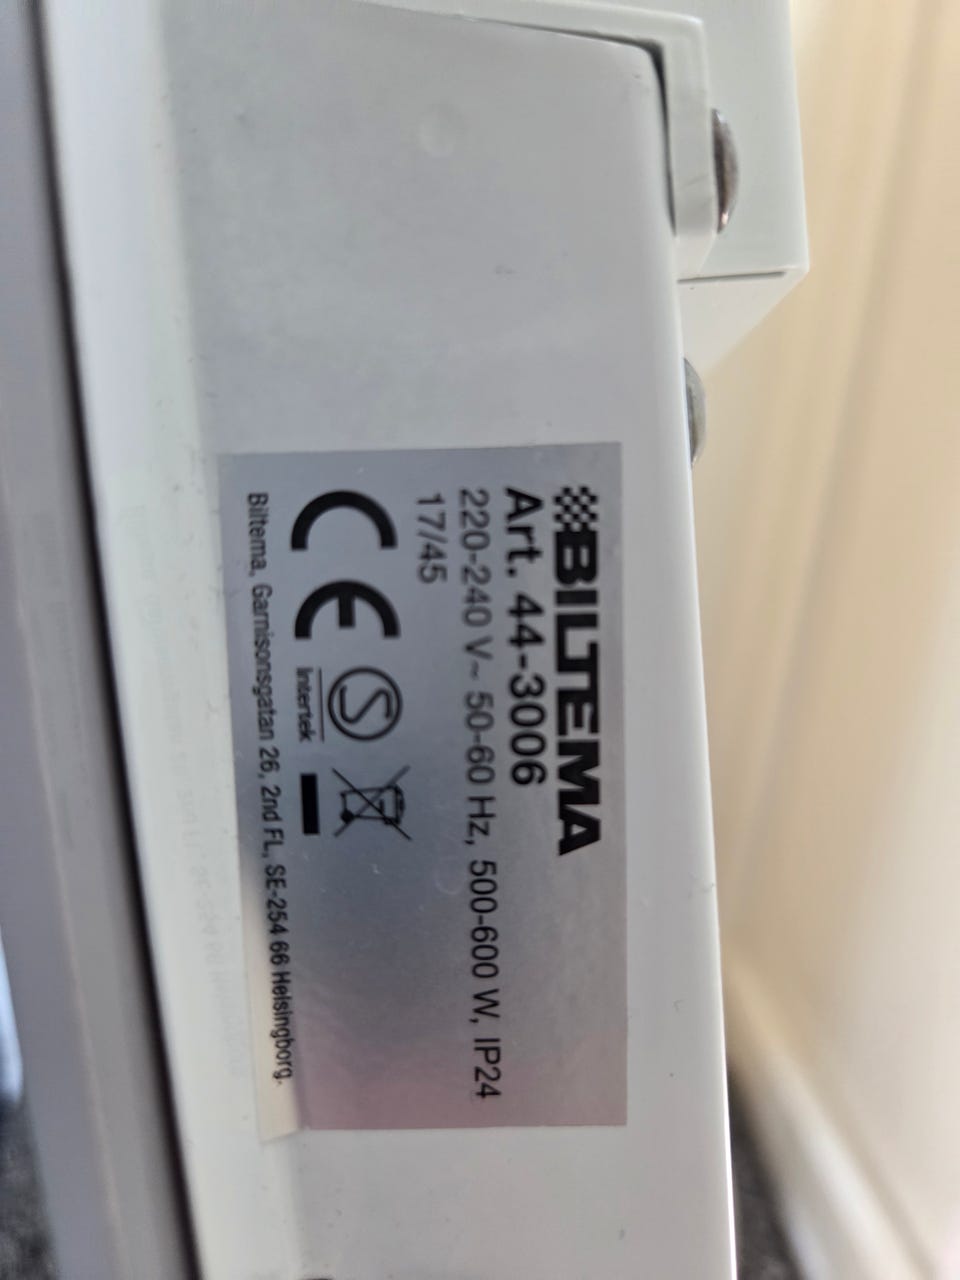 BILTEMA
Art. 44-3006
220-240 V~ 50-60 Hz, 500-600 W, IP24
17/45
CE S
Intertek
Biltema, Garnisonsgatan 26, 2nd FL, SE-254 66 Helsingborg.